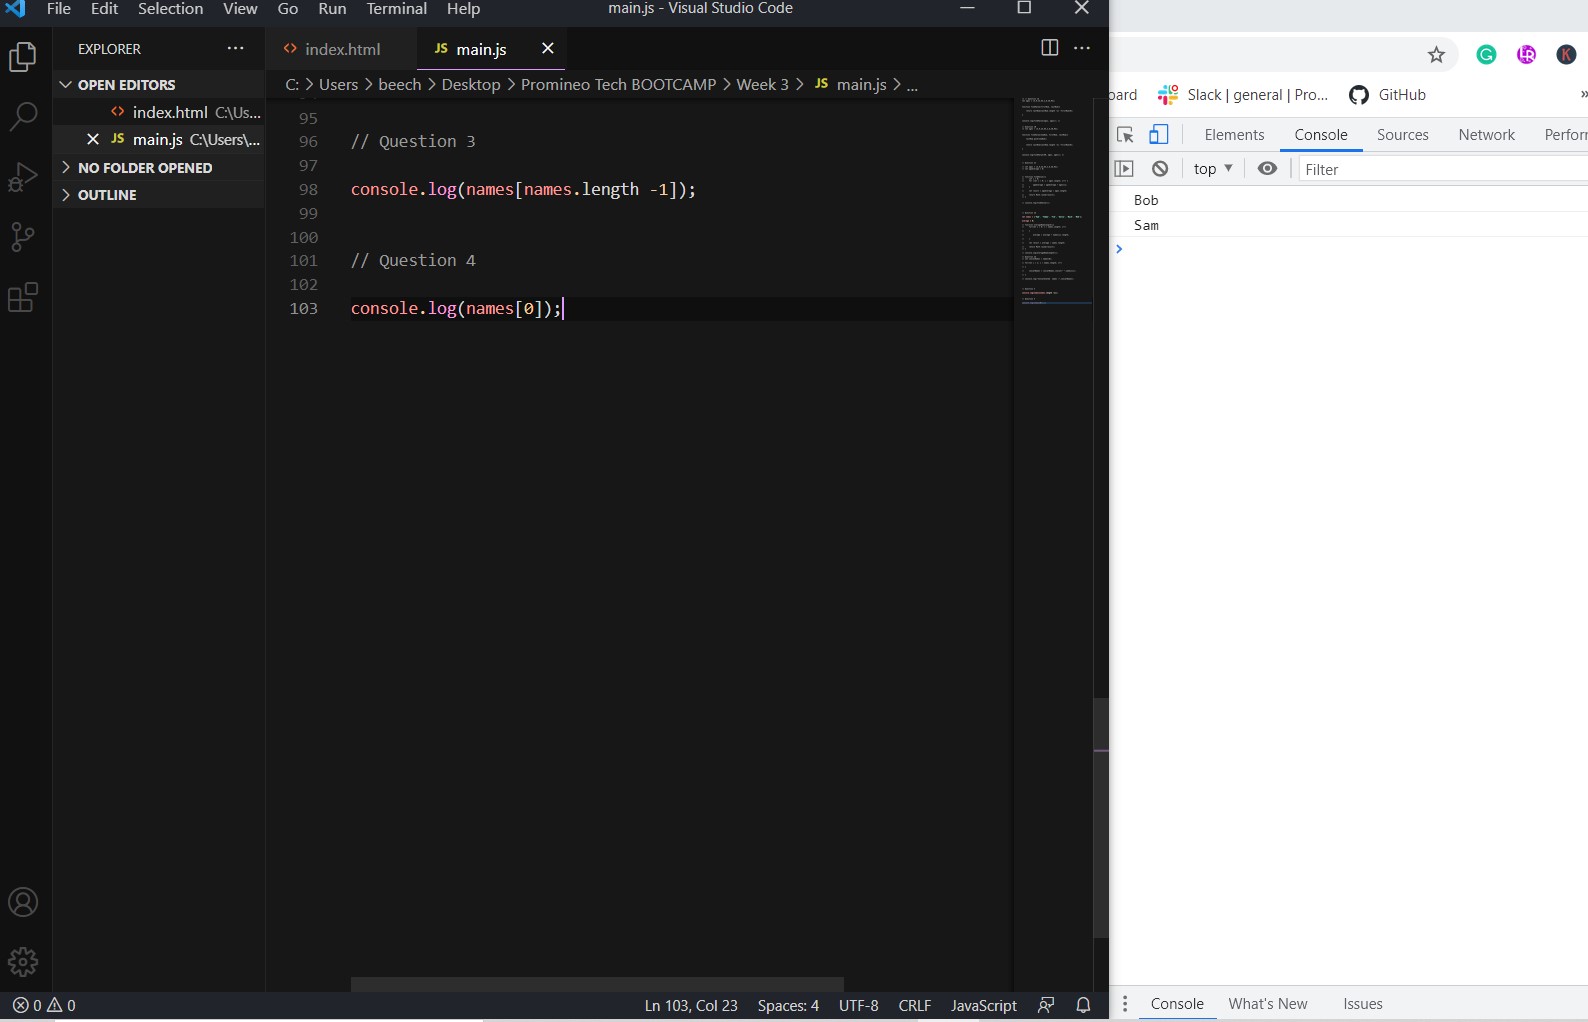 File Edit Selection View Go Run Terminal Help
main.js - Visual Studio Code
EXPLORER
OPEN EDITORS
index.html C:\Us...
JS main.js C:\Users\...
NO FOLDER OPENED
OUTLINE
index.html
JS main.js
C: > Users > beech > Desktop > Promineo Tech BOOTCAMP > Week 3 > JS main.js > ...
95
96 // Question 3
97
98 console.log(names[names.length -1]);
99
100
101 // Question 4
102
103 console.log(names[0]);
0 0
Ln 103, Col 23 Spaces: 4 UTF-8 CRLF JavaScript
G
K
oard Slack | general | Pro... GitHub »
Elements Console Sources Network Perforr
top Filter
Bob
Sam
Console What's New Issues